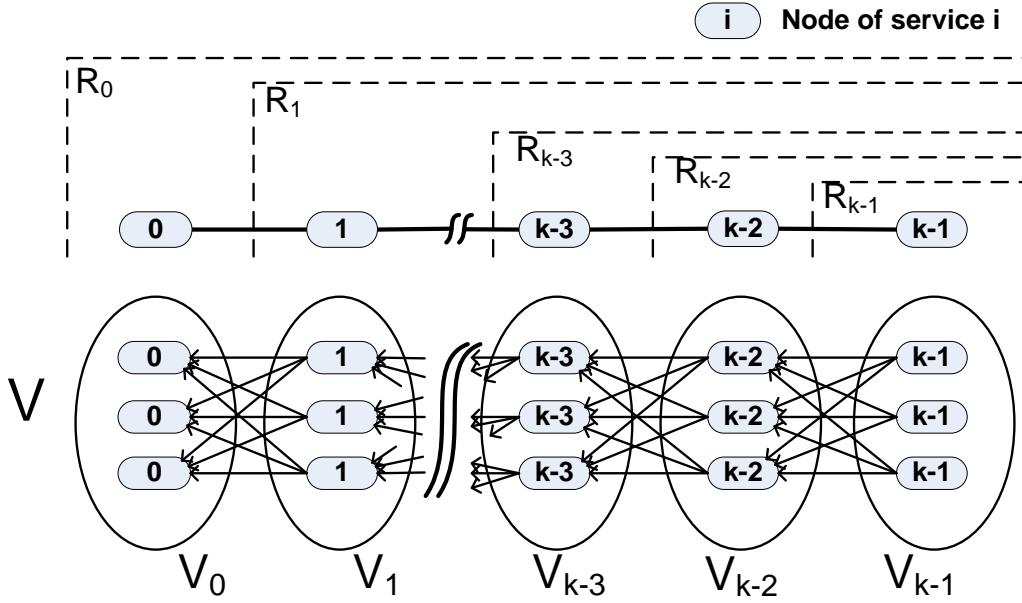 i Node of service i
R0
R1
Rk-3
Rk-2
Rk-1
0 1 k-3 k-2 k-1
0 1 k-3 k-2 k-1
V
0 1 k-3 k-2 k-1
0 1 k-3 k-2 k-1
V0 V1 Vk-3 Vk-2 Vk-1